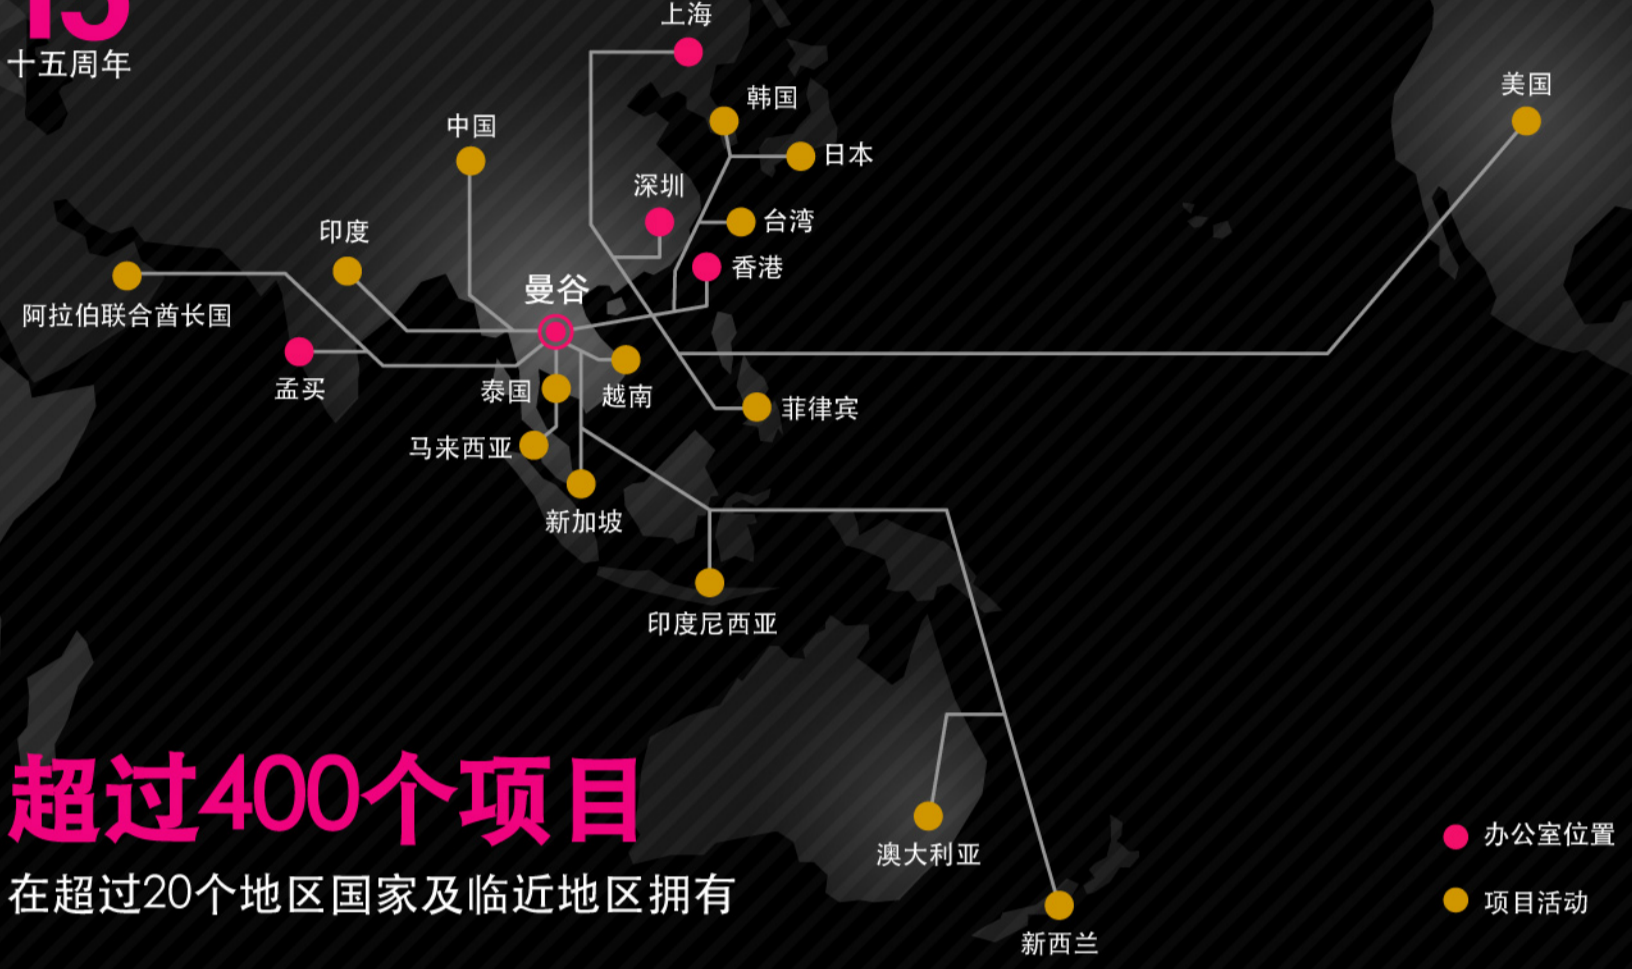 15
十五周年
上海
韩国
美国
中国
日本
深圳
台湾
印度
香港
曼谷
阿拉伯联合酋长国
孟买
泰国
越南
菲律宾
马来西亚
新加坡
印度尼西亚
超过400个项目
澳大利亚
办公室位置
在超过20个地区国家及临近地区拥有
项目活动
新西兰